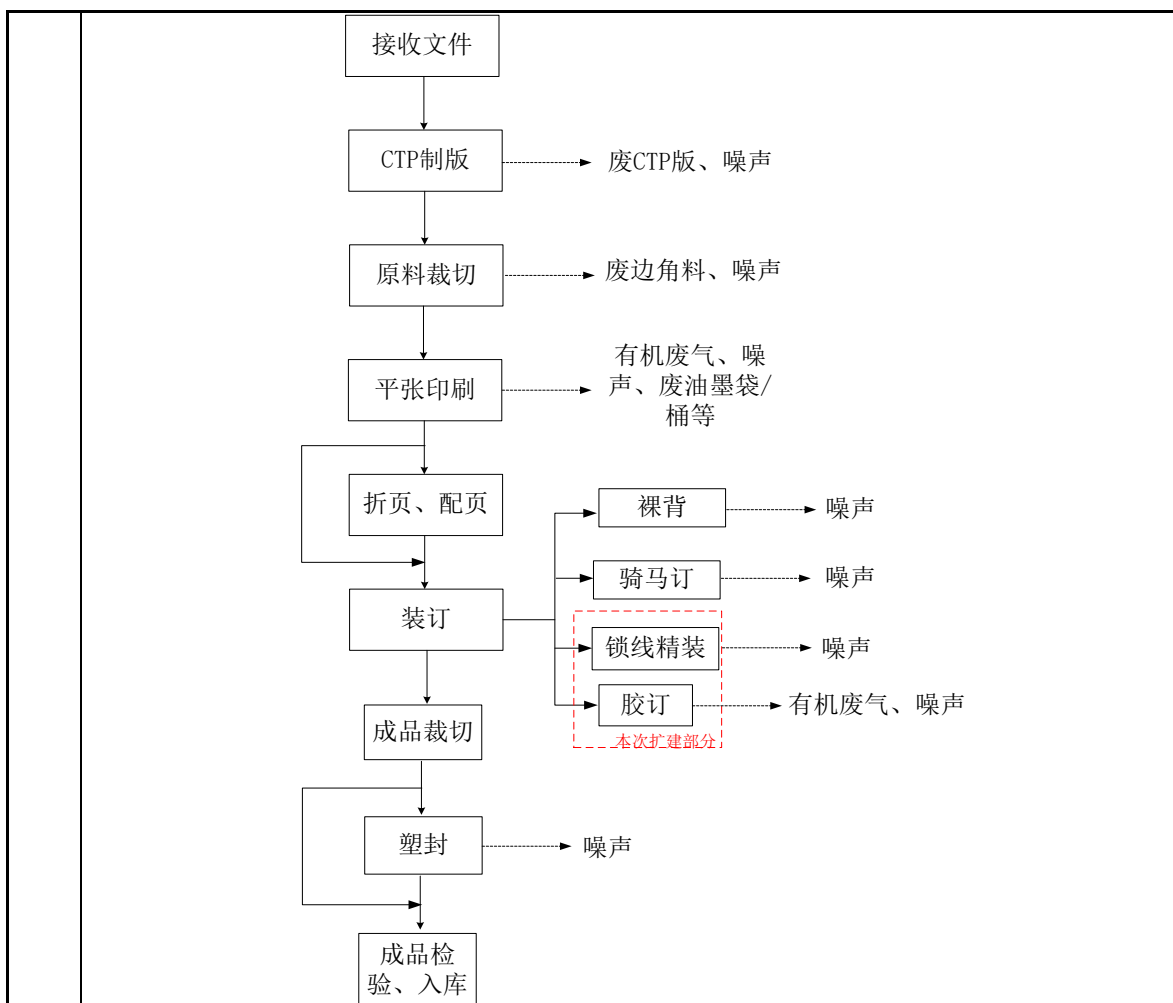 接收文件
CTP制版
废CTP版、噪声
原料裁切
废边角料、噪声
平张印刷
有机废气、噪
声、废油墨袋/
桶等
折页、配页
裸背
噪声
骑马订
噪声
装订
锁线精装
噪声
胶订
有机废气、噪声
本次扩建部分
成品裁切
塑封
噪声
成品检
验、入库